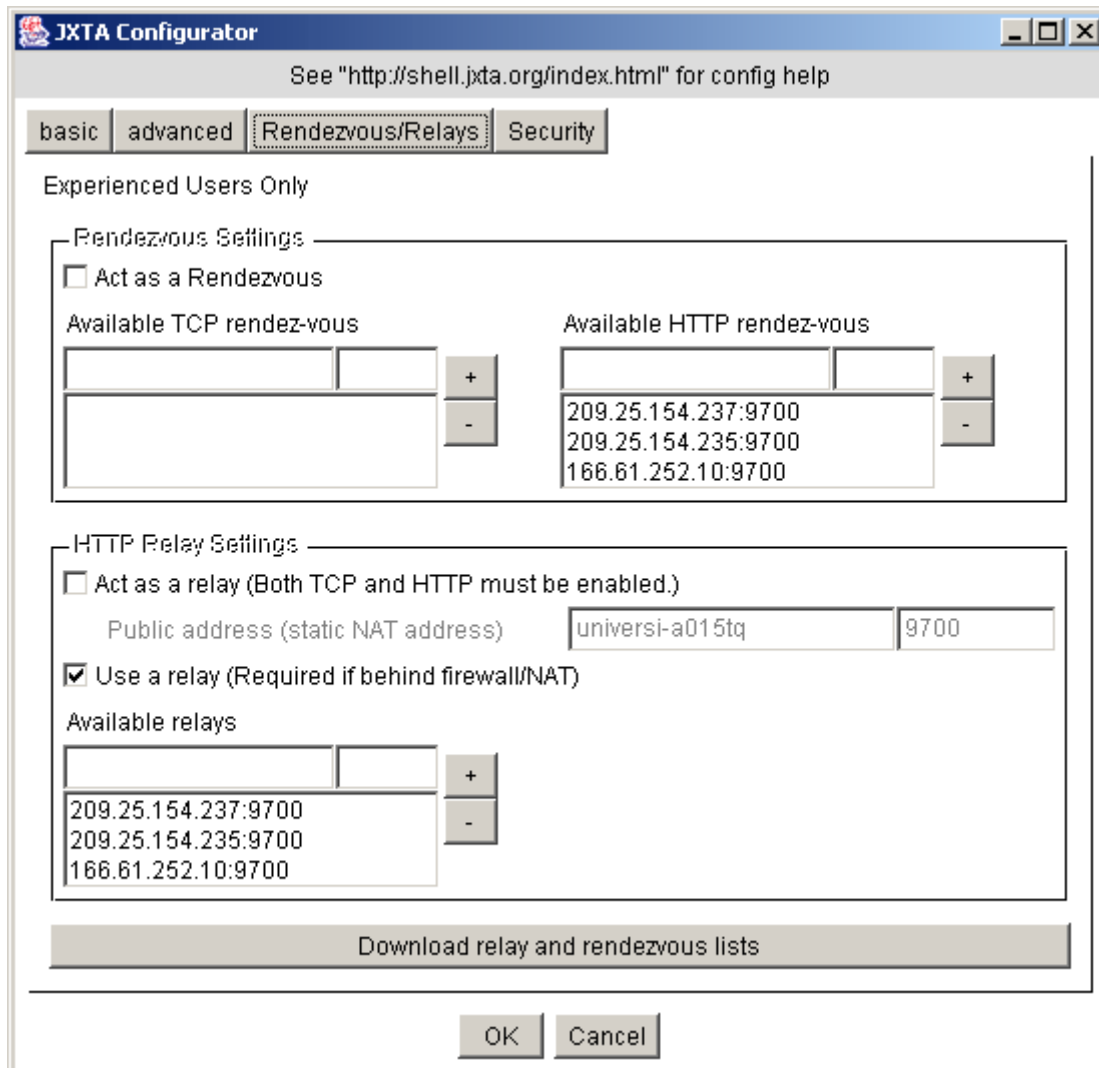 JXTA Configurator
See "http://shell.jxta.org/index.html" for config help
basic advanced Rendezvous/Relays Security
Experienced Users Only
Rendezvous Settings
Act as a Rendezvous
Available TCP rendez-vous Available HTTP rendez-vous
+ +
- 209.25.154.237:9700 -
209.25.154.235:9700
166.61.252.10:9700
HTTP Relay Settings
Act as a relay (Both TCP and HTTP must be enabled.)
Public address (static NAT address) universi-a015tq 9700
Use a relay (Required if behind firewall/NAT)
Available relays
+
209.25.154.237:9700 -
209.25.154.235:9700
166.61.252.10:9700
Download relay and rendezvous lists
OK Cancel